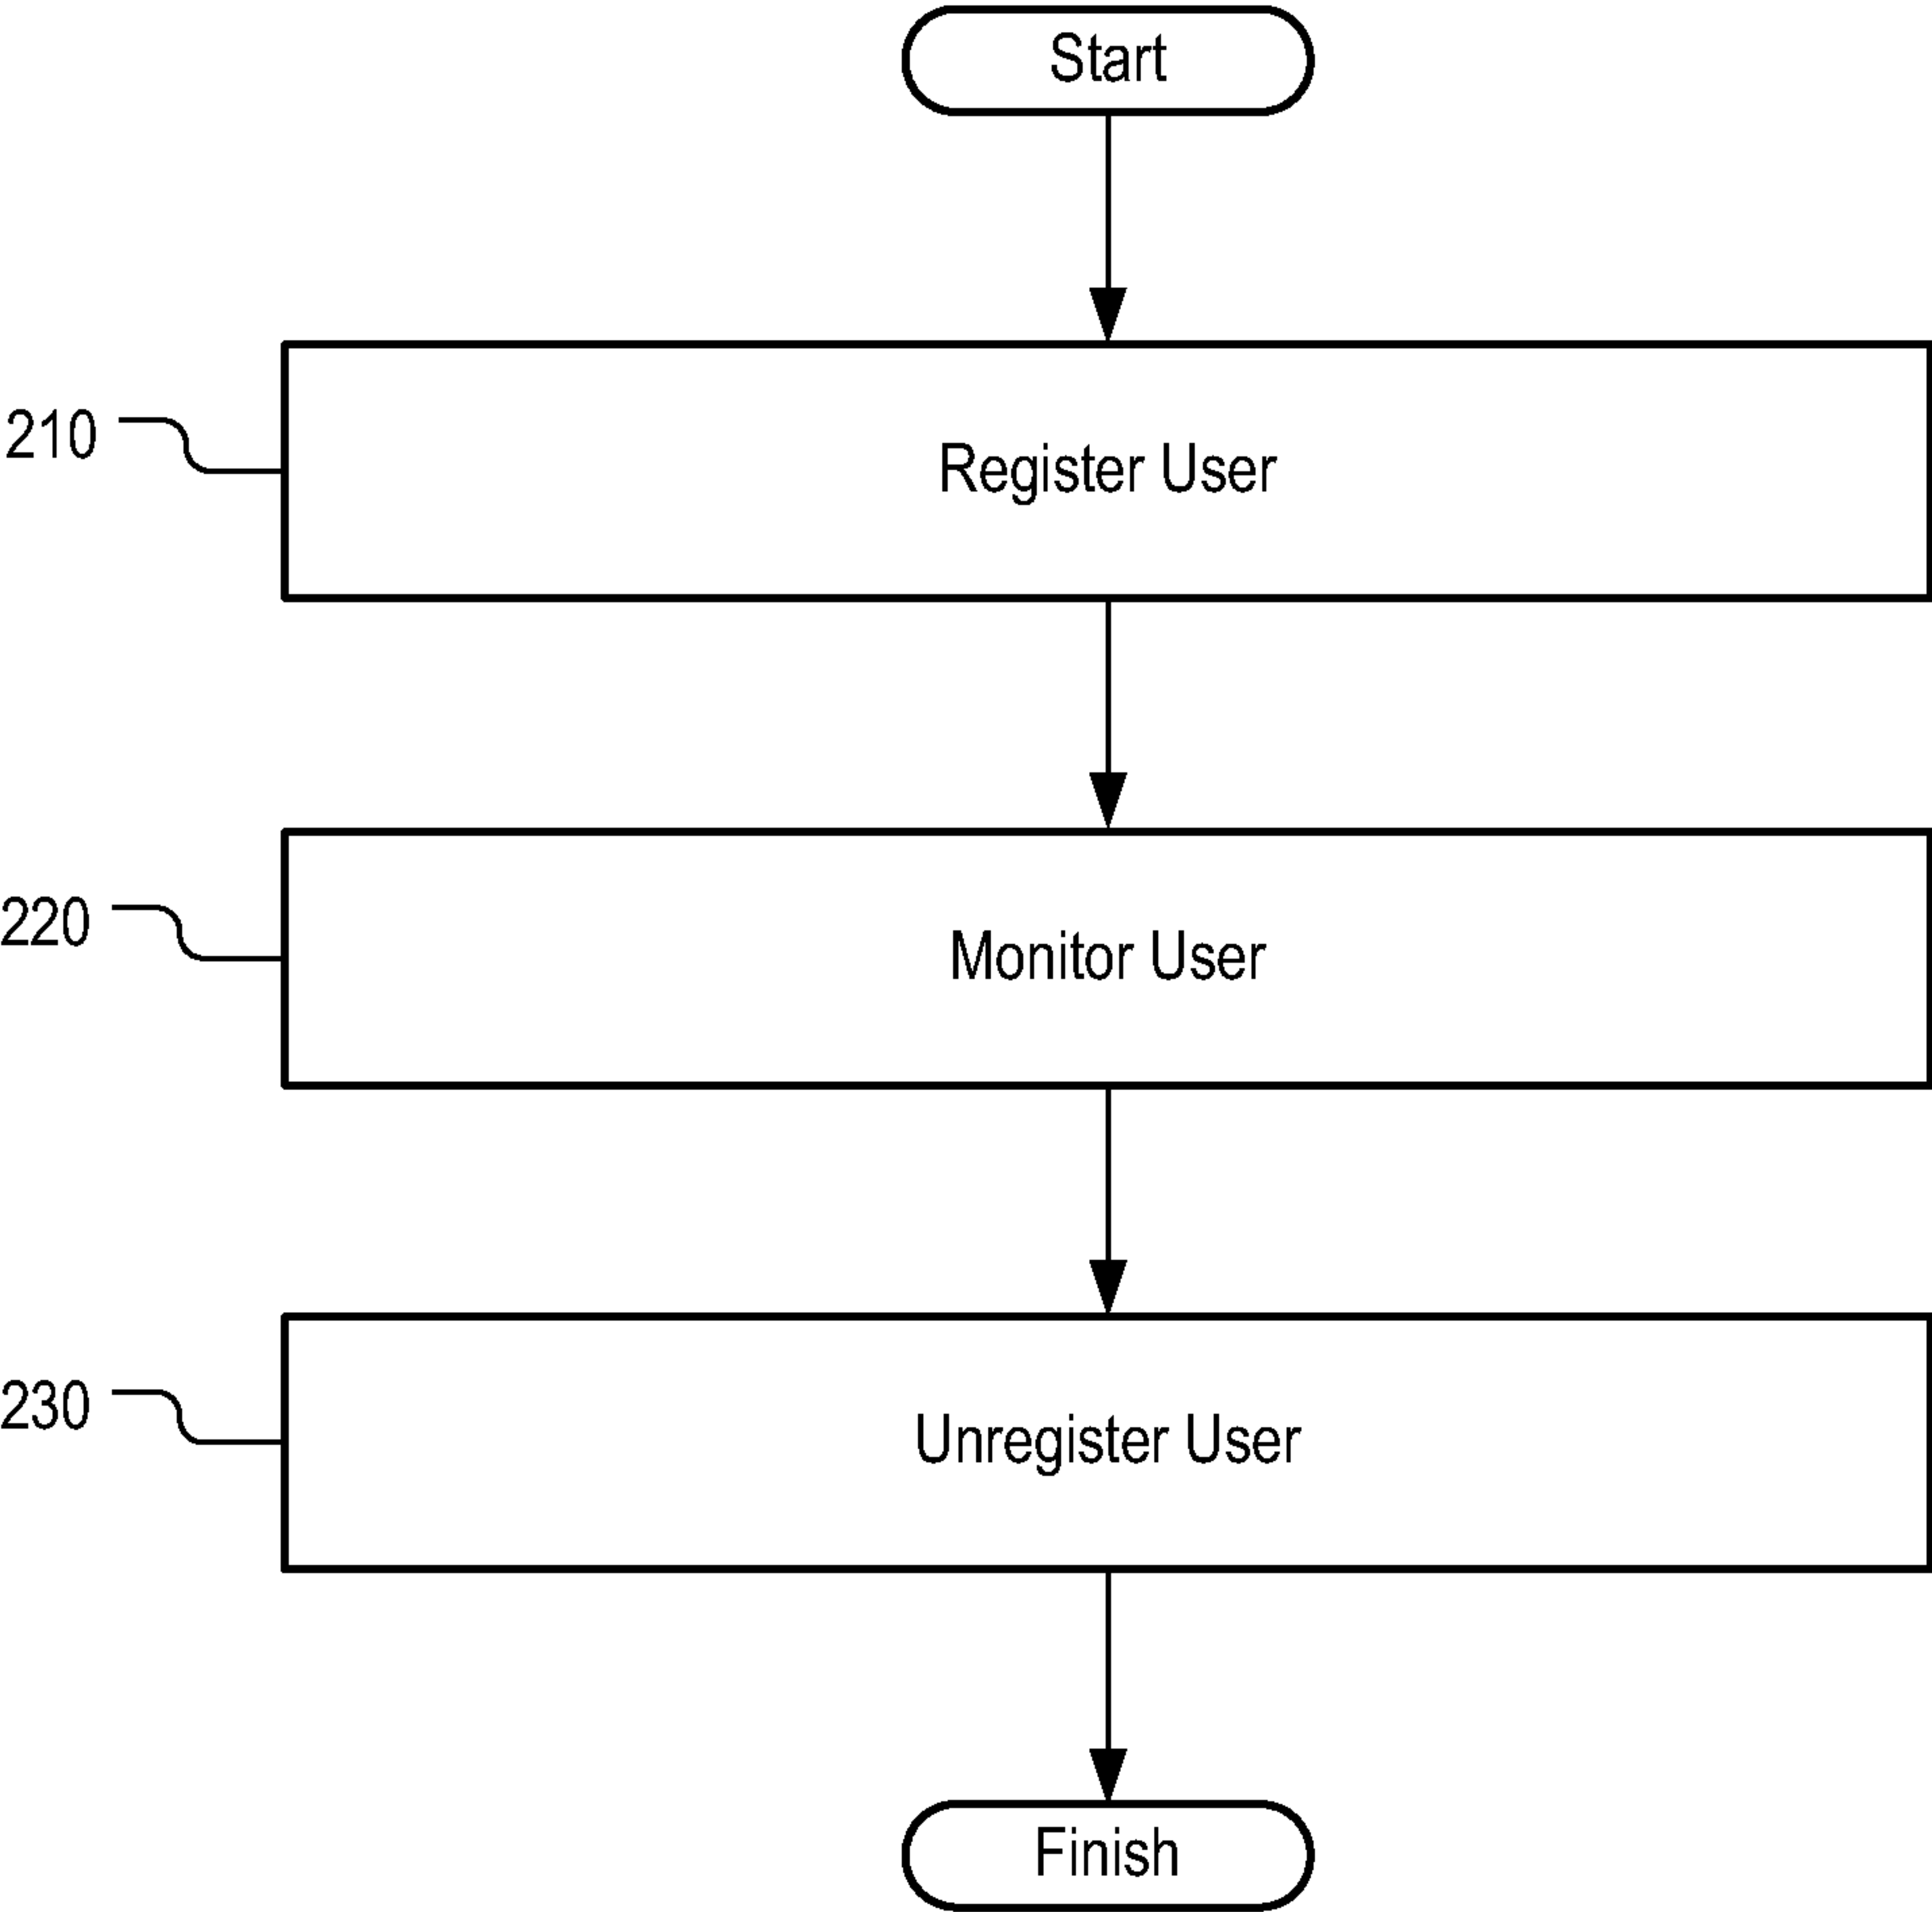 Start
210
Register User
220
Monitor User
230
Unregister User
Finish